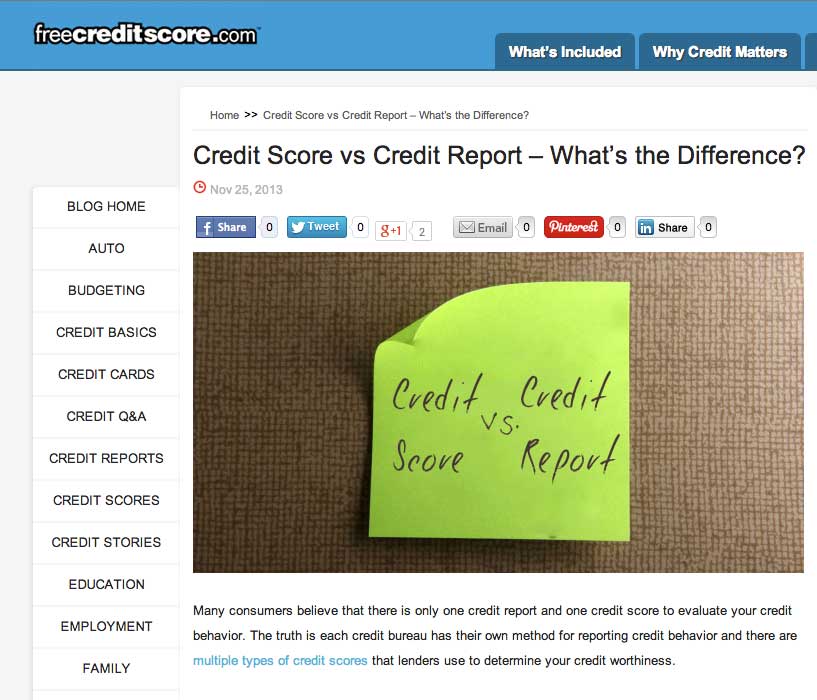 freecreditscore.com™
What's Included
Why Credit Matters
Home >> Credit Score vs Credit Report – What's the Difference?
Credit Score vs Credit Report – What's the Difference?
Nov 25, 2013
f Share 0
Tweet 0
g+1 2
Email 0
Pinterest 0
in Share 0
BLOG HOME
AUTO
BUDGETING
CREDIT BASICS
CREDIT CARDS
CREDIT Q&A
CREDIT REPORTS
CREDIT SCORES
CREDIT STORIES
EDUCATION
EMPLOYMENT
FAMILY
Credit Credit
vs.
Score Report
Many consumers believe that there is only one credit report and one credit score to evaluate your credit
behavior. The truth is each credit bureau has their own method for reporting credit behavior and there are
multiple types of credit scores that lenders use to determine your credit worthiness.